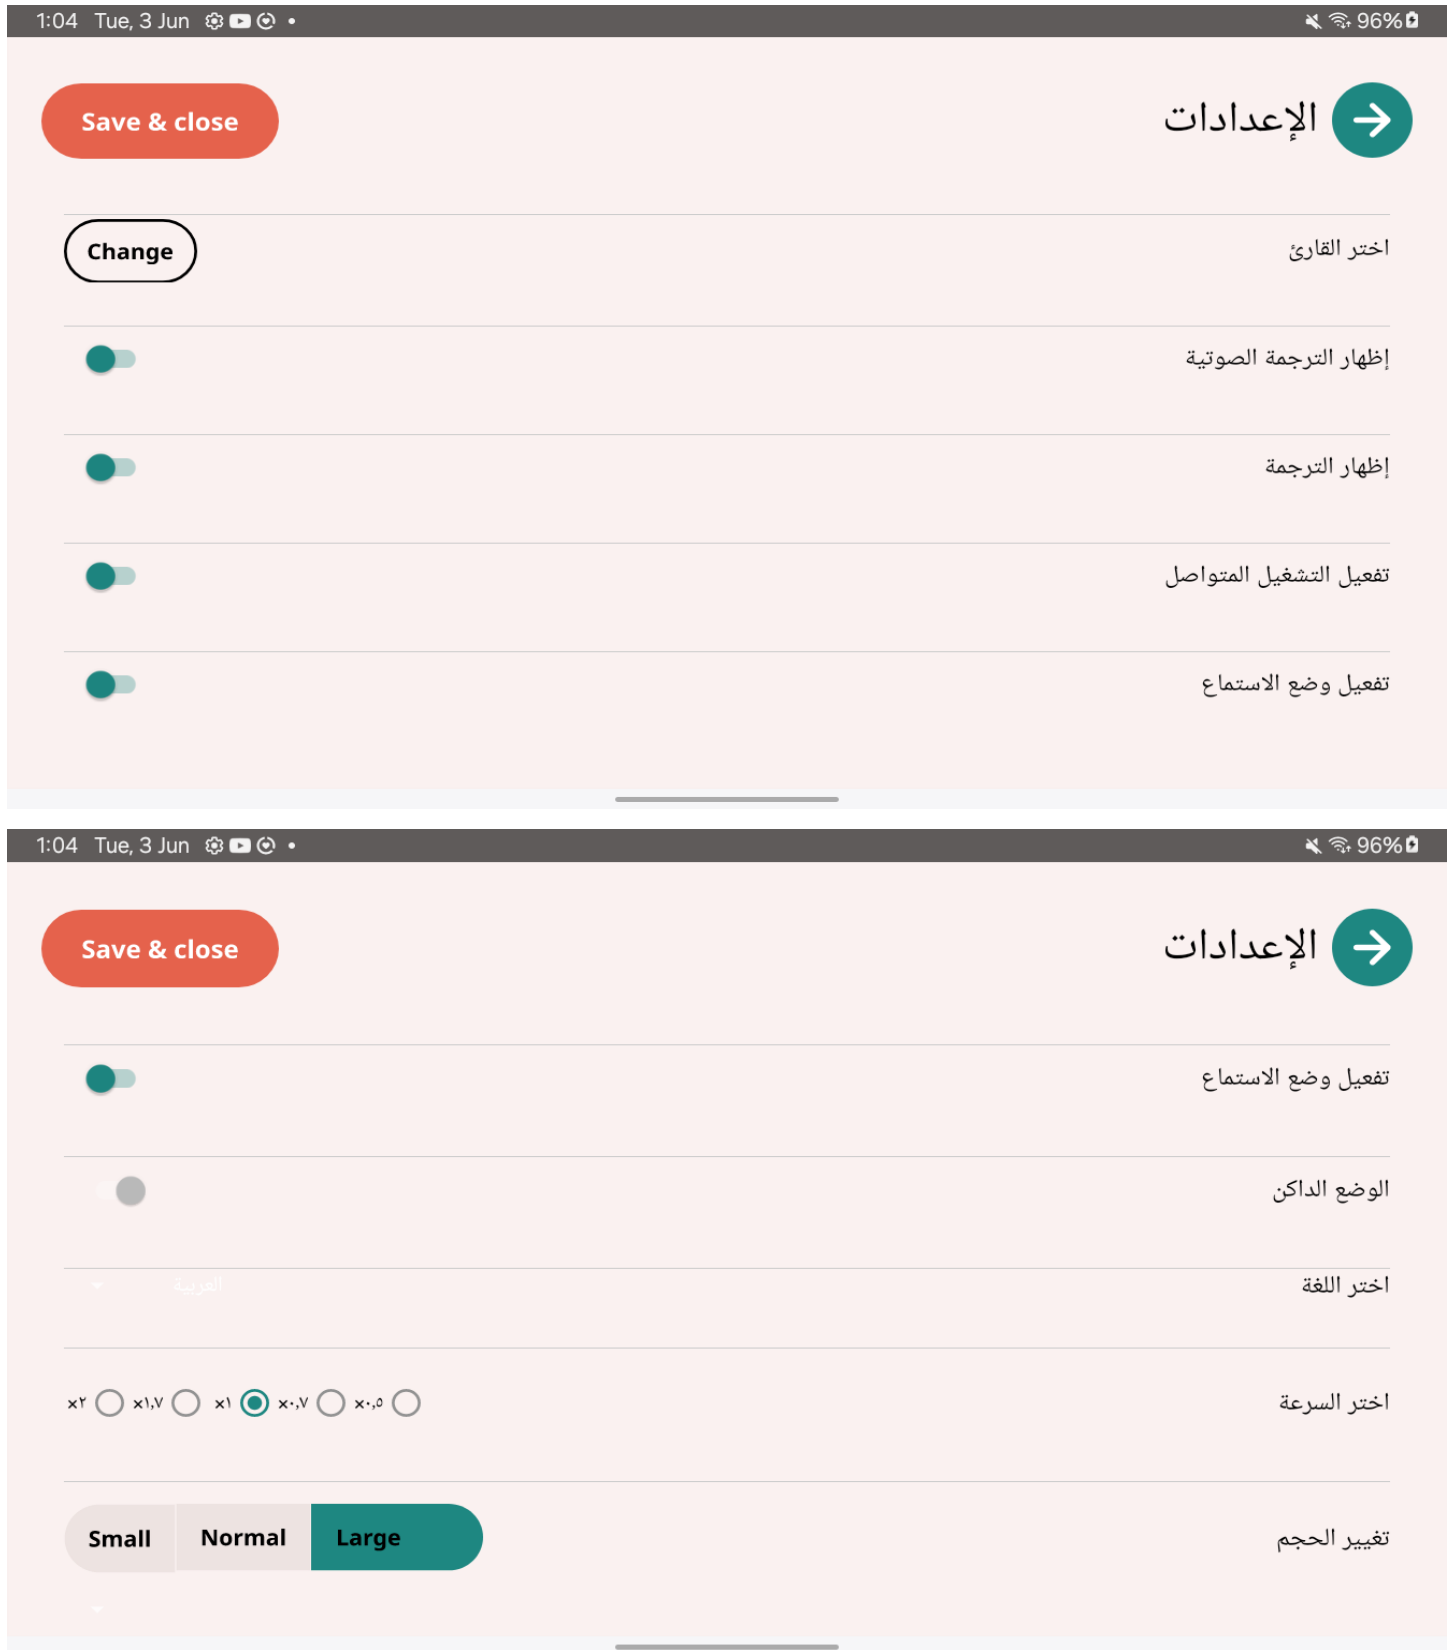 1:04 Tue, 3 Jun 96%
الإعدادات Save & close
اختر القارئ Change
إظهار الترجمة الصوتية
إظهار الترجمة
تفعيل التشغيل المتواصل
تفعيل وضع الاستماع
1:04 Tue, 3 Jun 96%
الإعدادات Save & close
تفعيل وضع الاستماع
الوضع الداكن
اختر اللغة العربية
اختر السرعة ×٠,٥ ×٠,٧ ×١ ×١,٧ ×٢
تغيير الحجم Small Normal Large